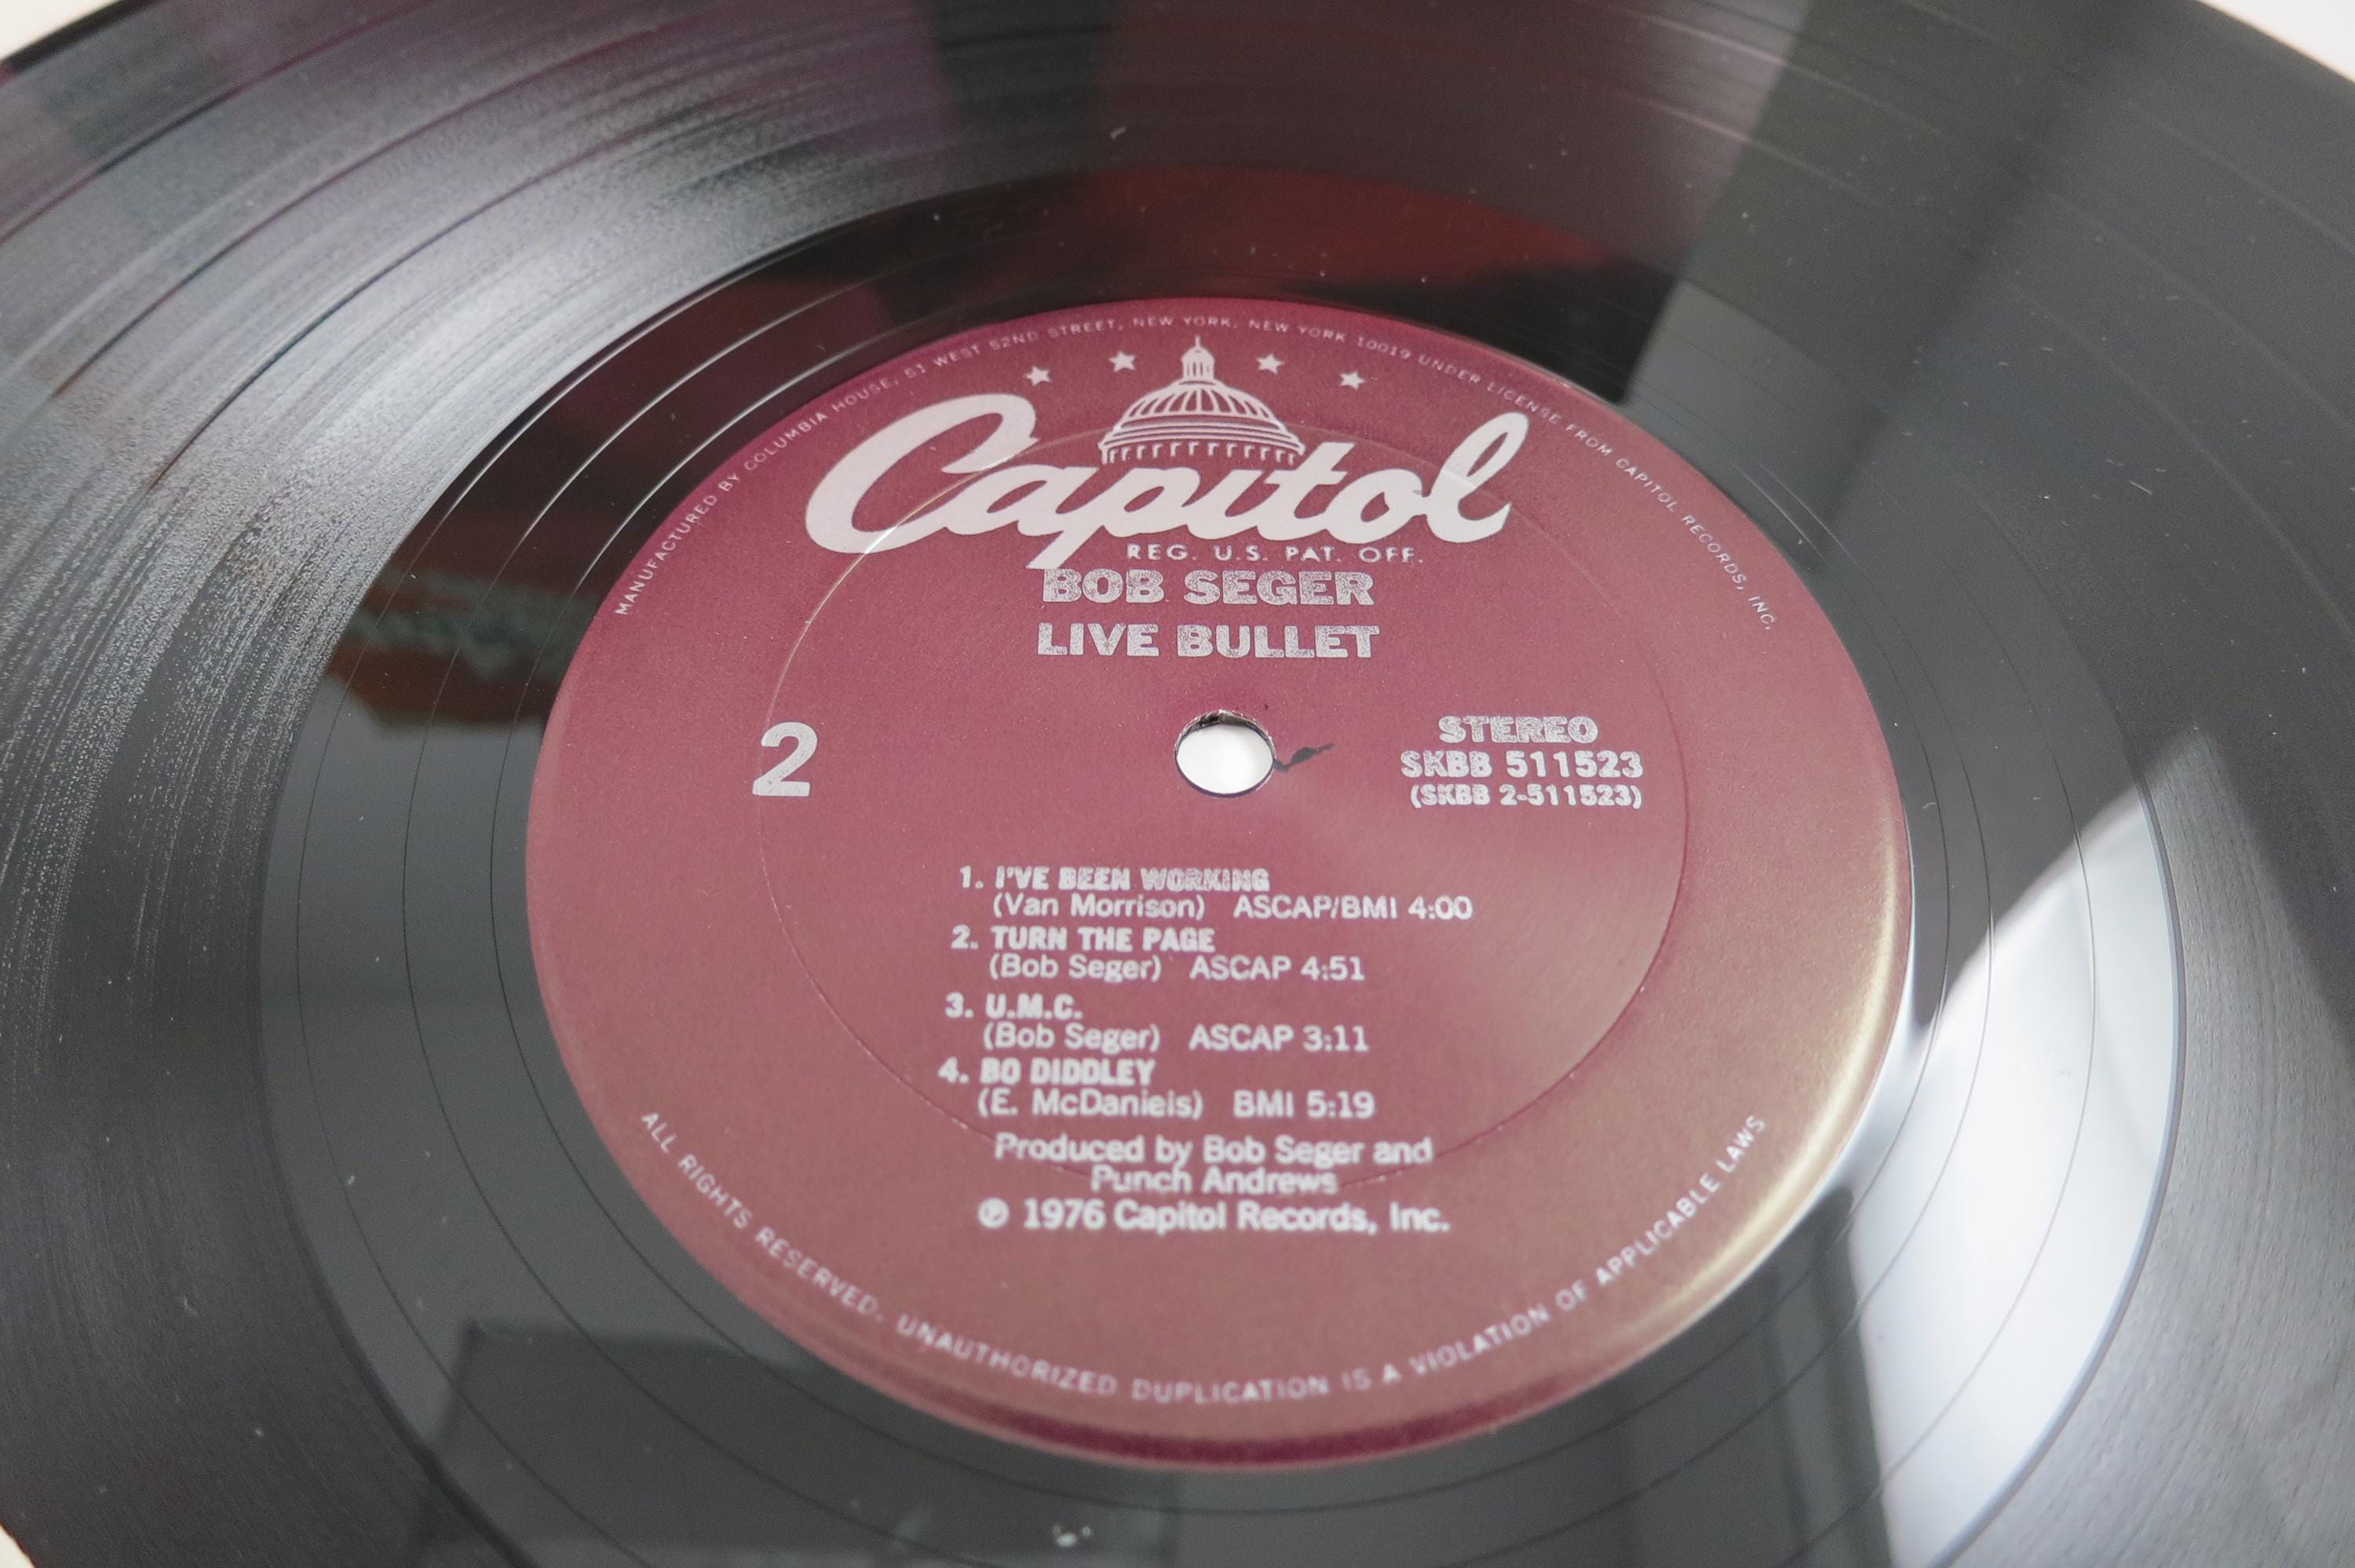 MANUFACTURED BY COLUMBIA HOUSE, 51 WEST 52ND STREET, NEW YORK, NEW YORK 10019 UNDER LICENSE FROM CAPITOL RECORDS, INC.
Capitol
REG. U.S. PAT. OFF.
BOB SEGER
LIVE BULLET
2
STEREO
SKBB 511523
(SKBB 2-511523)
1. I'VE BEEN WORKING
(Van Morrison) ASCAP/BMI 4:00
2. TURN THE PAGE
(Bob Seger) ASCAP 4:51
3. U.M.C.
(Bob Seger) ASCAP 3:11
4. BO DIDDLEY
(E. McDaniels) BMI 5:19
Produced by Bob Seger and
Punch Andrews
℗ 1976 Capitol Records, Inc.
ALL RIGHTS RESERVED. UNAUTHORIZED DUPLICATION IS A VIOLATION OF APPLICABLE LAWS